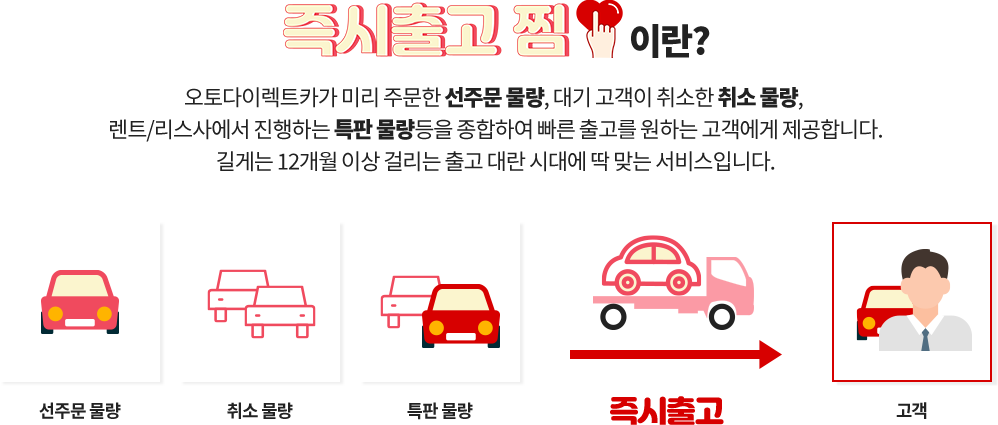 즉시출고 찜 이란?
오토다이렉트카가 미리 주문한 선주문 물량, 대기 고객이 취소한 취소 물량,
렌트/리스사에서 진행하는 특판 물량등을 종합하여 빠른 출고를 원하는 고객에게 제공합니다.
길게는 12개월 이상 걸리는 출고 대란 시대에 딱 맞는 서비스입니다.
선주문 물량
취소 물량
특판 물량
즉시출고
고객